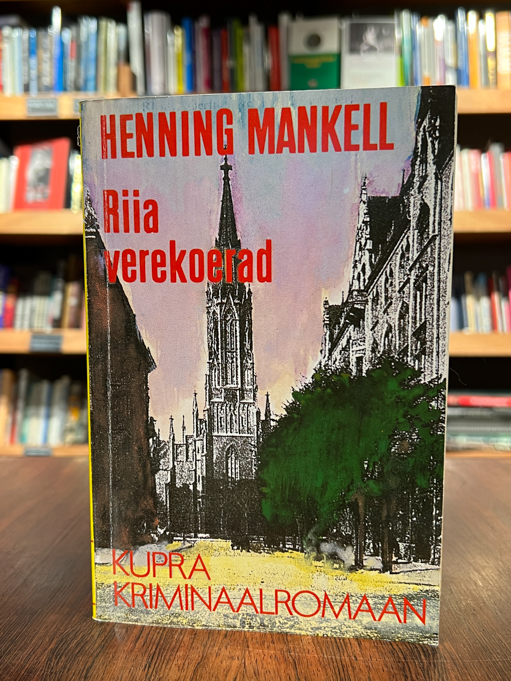 HENNING MANKELL
Riia
verekoerad
KUPRA
KRIMINAALROMAAN